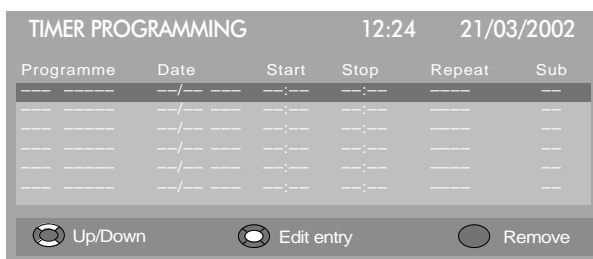 TIMER PROGRAMMING 12:24 21/03/2002
Programme Date Start Stop Repeat Sub
--- ----- --/-- --- --:-- --:-- ---- --
--- ----- --/-- --- --:-- --:-- ---- --
--- ----- --/-- --- --:-- --:-- ---- --
--- ----- --/-- --- --:-- --:-- ---- --
--- ----- --/-- --- --:-- --:-- ---- --
--- ----- --/-- --- --:-- --:-- ---- --
Up/Down Edit entry Remove